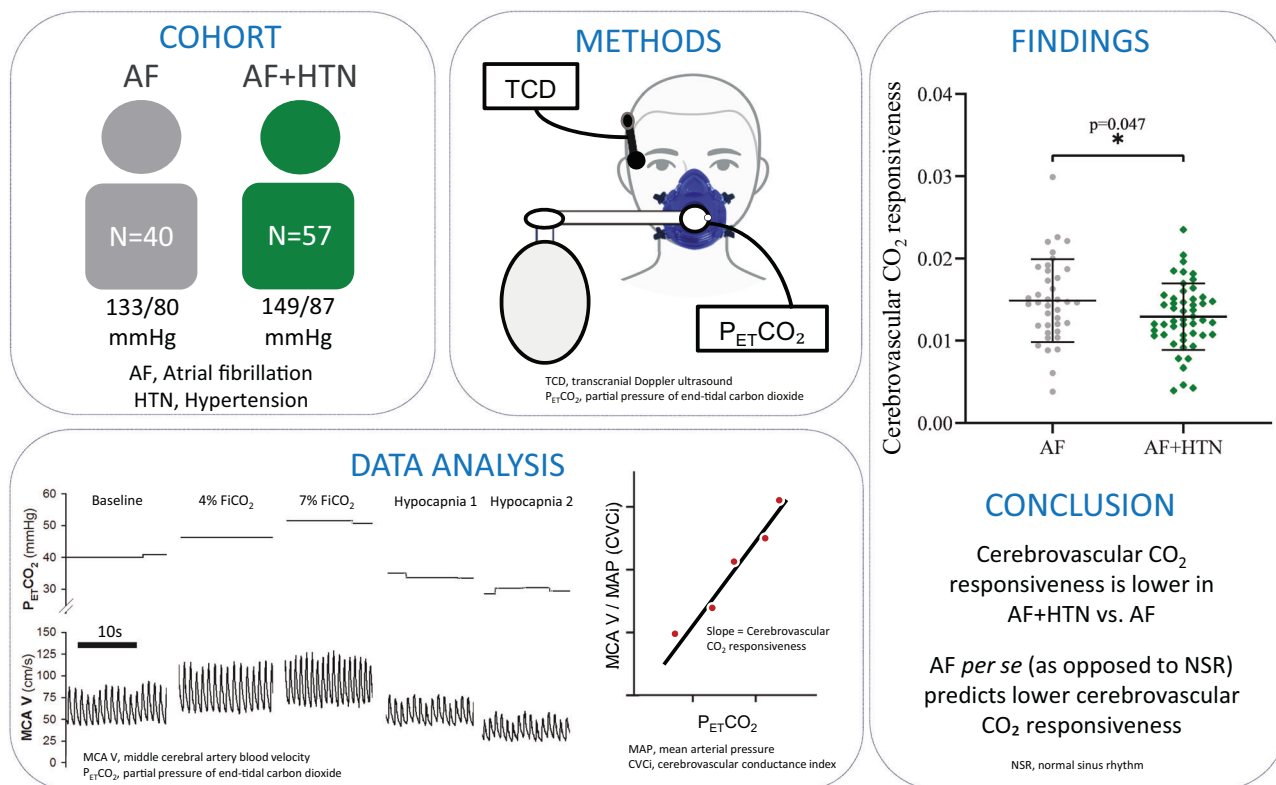 COHORT
AF
AF+HTN
N=40
N=57
133/80
mmHg
149/87
mmHg
AF, Atrial fibrillation
HTN, Hypertension
METHODS
TCD
PETCO₂
TCD, transcranial Doppler ultrasound
PETCO₂, partial pressure of end-tidal carbon dioxide
FINDINGS
Cerebrovascular CO₂ responsiveness
0.04
0.03
0.02
0.01
0.00
p=0.047
*
AF
AF+HTN
DATA ANALYSIS
Baseline
4% FiCO₂
7% FiCO₂
Hypocapnia 1
Hypocapnia 2
PETCO₂ (mmHg)
60
50
40
30
10s
MCA V (cm/s)
150
125
100
75
50
25
0
MCA V, middle cerebral artery blood velocity
PETCO₂, partial pressure of end-tidal carbon dioxide
MCA V / MAP (CVCi)
Slope = Cerebrovascular
CO₂ responsiveness
PETCO₂
MAP, mean arterial pressure
CVCi, cerebrovascular conductance index
CONCLUSION
Cerebrovascular CO₂
responsiveness is lower in
AF+HTN vs. AF
AF per se (as opposed to NSR)
predicts lower cerebrovascular
CO₂ responsiveness
NSR, normal sinus rhythm